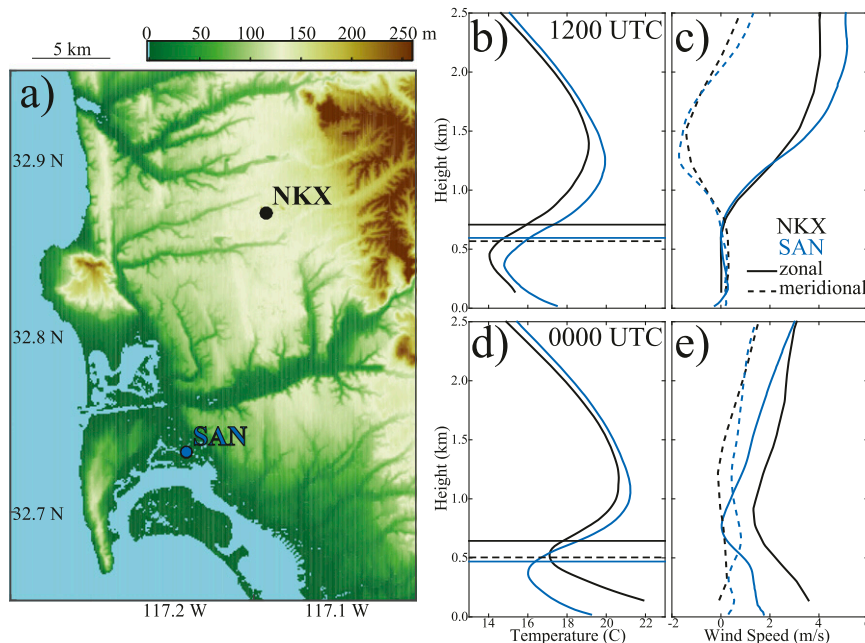 5 km
0 50 100 150 200 250 m
a)
32.9 N
32.8 N
32.7 N
117.2 W 117.1 W
NKX
SAN
b) 1200 UTC
2.5
2.0
1.5
1.0
0.5
0.0
Height (km)
c)
NKX
SAN
zonal
meridional
d) 0000 UTC
2.5
2.0
1.5
1.0
0.5
0.0
Height (km)
13 14 16 18 20 22
Temperature (C)
e)
0 2 4
Wind Speed (m/s)